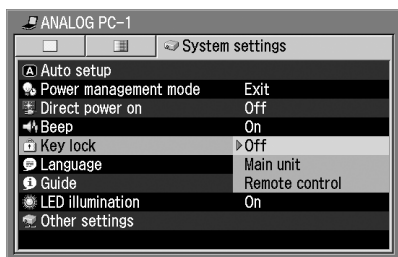 ANALOG PC-1
System settings
A Auto setup
Power management mode Exit
Direct power on Off
Beep On
Key lock Off
Language Main unit
Guide Remote control
LED illumination On
Other settings